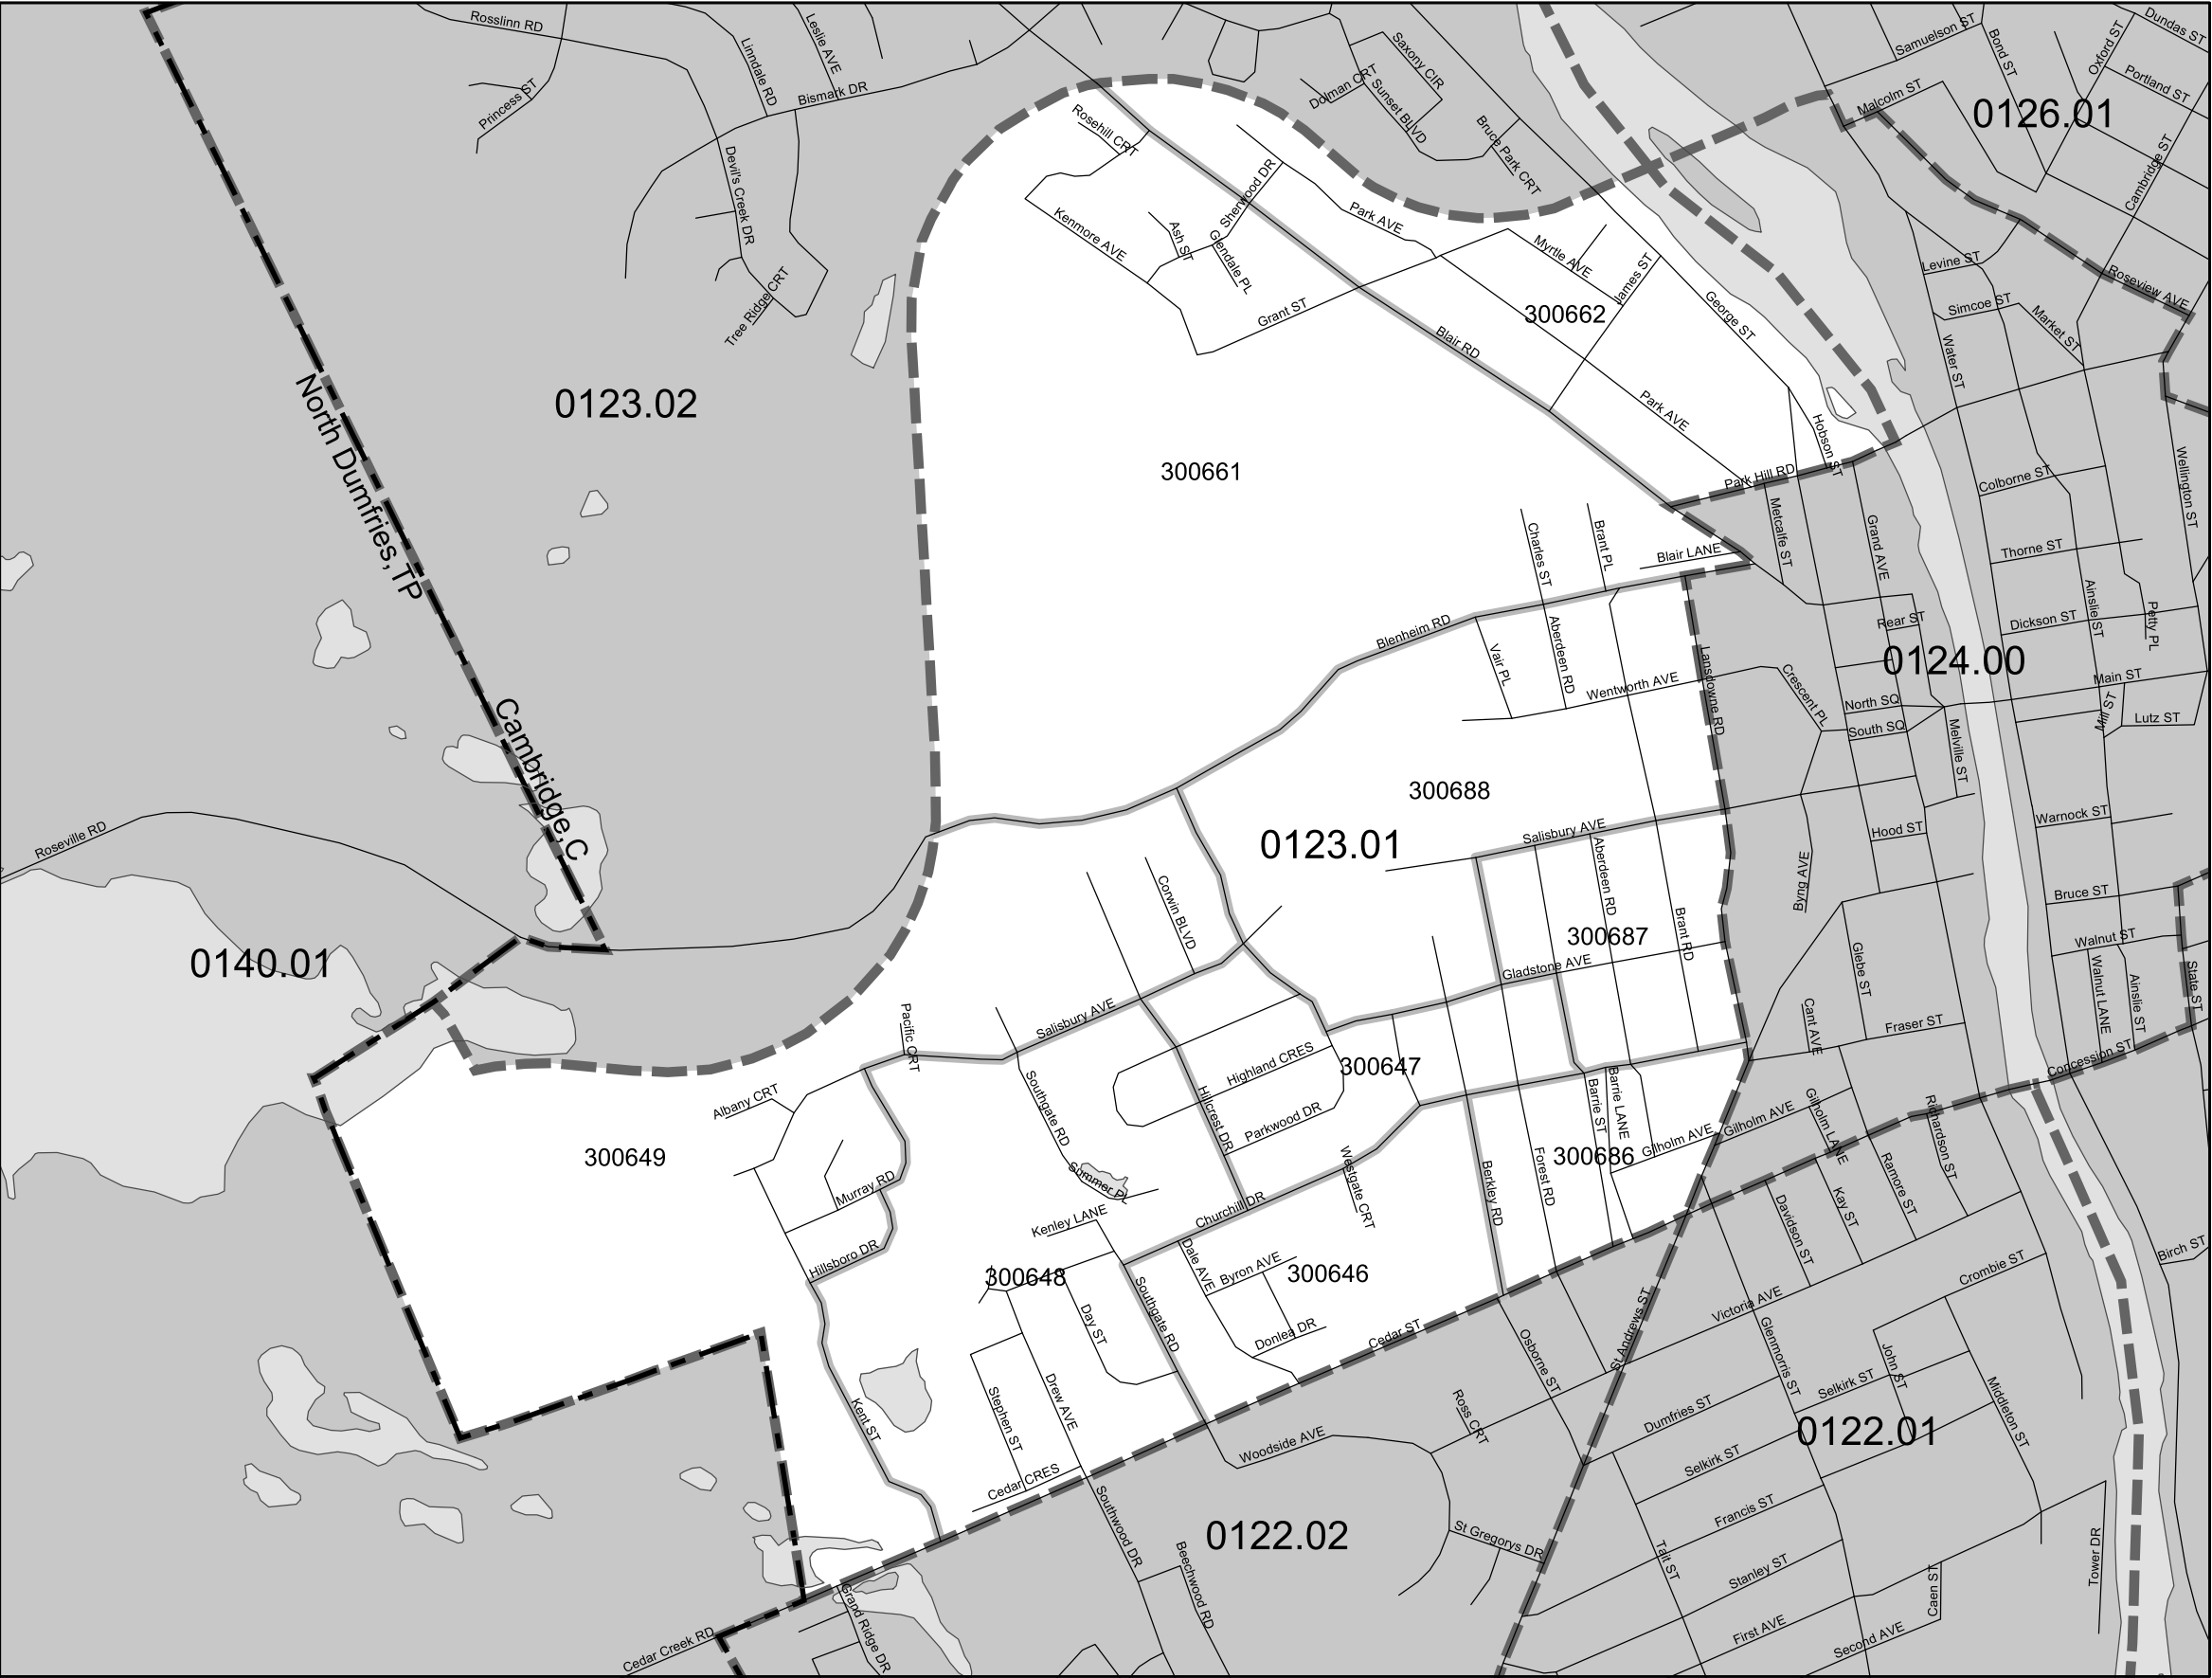 Rosslinn RD
Leslie AVE
Linndale RD
Bismark DR
Princess ST
Devil's Creek DR
Tree Ridge CRT
Rosehill CRT
Kenmore AVE
Ash ST
Sherwood DR
Glendale PL
Grant ST
Park AVE
Dolman CRT
Saxony CIR
Sunset BLVD
Bruce Park CRT
Myrtle AVE
James ST
George ST
300662
Blair RD
Park AVE
Hobson ST
Park Hill RD
Samuelson ST
Bond ST
Oxford ST
Dundas ST
Portland ST
Malcolm ST
0126.01
Cambridge ST
Levine ST
Roseview AVE
Simcoe ST
Market ST
Water ST
Wellington ST
Colborne ST
Thorne ST
Ainslie ST
Petty PL
Dickson ST
Metcalfe ST
Grand AVE
Rear ST
0124.00
Main ST
Mill ST
Lutz ST
North SQ
South SQ
Melville ST
Crescent PL
Hood ST
Warnock ST
Byng AVE
Bruce ST
Walnut ST
Walnut LANE
Ainslie ST
State ST
Glebe ST
Cant AVE
Fraser ST
Concession ST
North Dumfries,TP
Cambridge,C
0123.02
300661
Charles ST
Brant PL
Blair LANE
Blenheim RD
Vair PL
Aberdeen RD
Wentworth AVE
Lansdowne RD
300688
0123.01
Salisbury AVE
Aberdeen RD
300687
Brant RD
Gladstone AVE
Roseville RD
0140.01
Corwin BLVD
Pacific CRT
Salisbury AVE
Albany CRT
Southgate RD
Highland CRES
300647
Hillcrest DR
Parkwood DR
Barrie ST
Barrie LANE
300686
Gilholm AVE
Gilholm AVE
Gilholm LANE
Richardson ST
Ramore ST
Kay ST
Davidson ST
300649
Murray RD
Hillsboro DR
Summer PL
Churchill DR
Westgate CRT
Berkley RD
Forest RD
Kenley LANE
300648
Day ST
Southgate RD
Dale AVE
Byron AVE
300646
Donlea DR
Cedar ST
Kent ST
Stephen ST
Drew AVE
Cedar CRES
Osborne ST
St Andrews ST
Victoria AVE
Glenmorris ST
Crombie ST
Birch ST
John ST
Selkirk ST
Middleton ST
Dumfries ST
0122.01
Ross CRT
Woodside AVE
Selkirk ST
Francis ST
0122.02
Southwood DR
Beechwood RD
St Gregorys DR
Tait ST
Stanley ST
Caen ST
Tower DR
First AVE
Second AVE
Grand Ridge DR
Cedar Creek RD